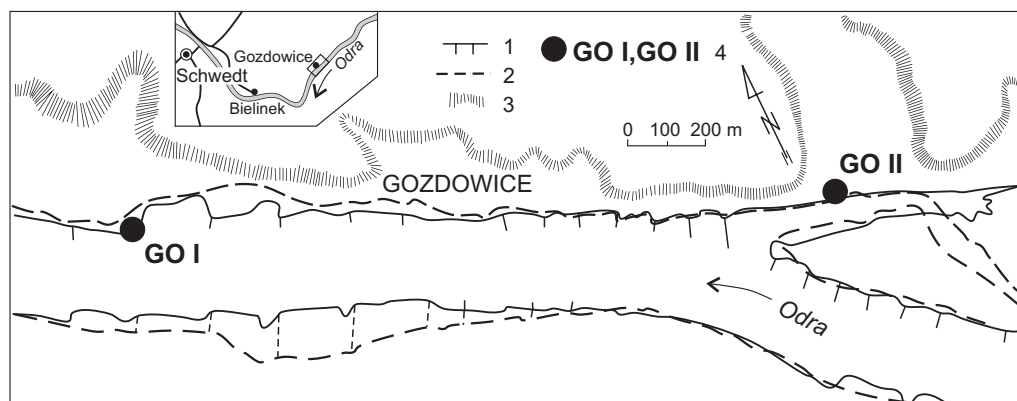 Gozdowice
Odra
Schwedt
Bielinek
1
2
3
GO I,GO II 4
N
0 100 200 m
GOZDOWICE
GO II
GO I
Odra